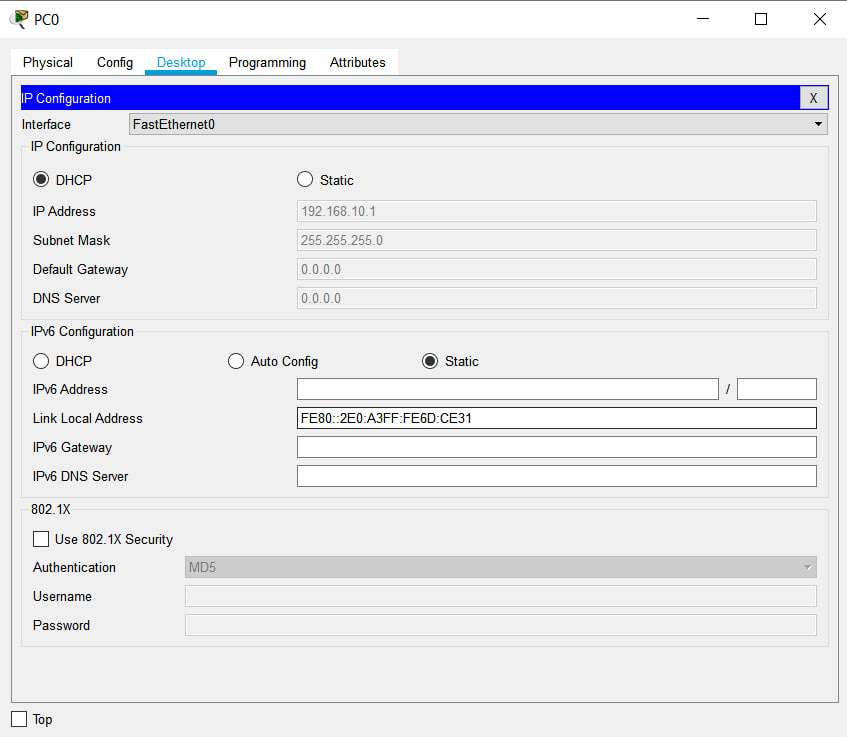 PC0
Physical Config Desktop Programming Attributes
IP Configuration X
Interface FastEthernet0
IP Configuration
DHCP Static
IP Address 192.168.10.1
Subnet Mask 255.255.255.0
Default Gateway 0.0.0.0
DNS Server 0.0.0.0
IPv6 Configuration
DHCP Auto Config Static
IPv6 Address /
Link Local Address FE80::2E0:A3FF:FE6D:CE31
IPv6 Gateway
IPv6 DNS Server
802.1X
Use 802.1X Security
Authentication MD5
Username
Password
Top